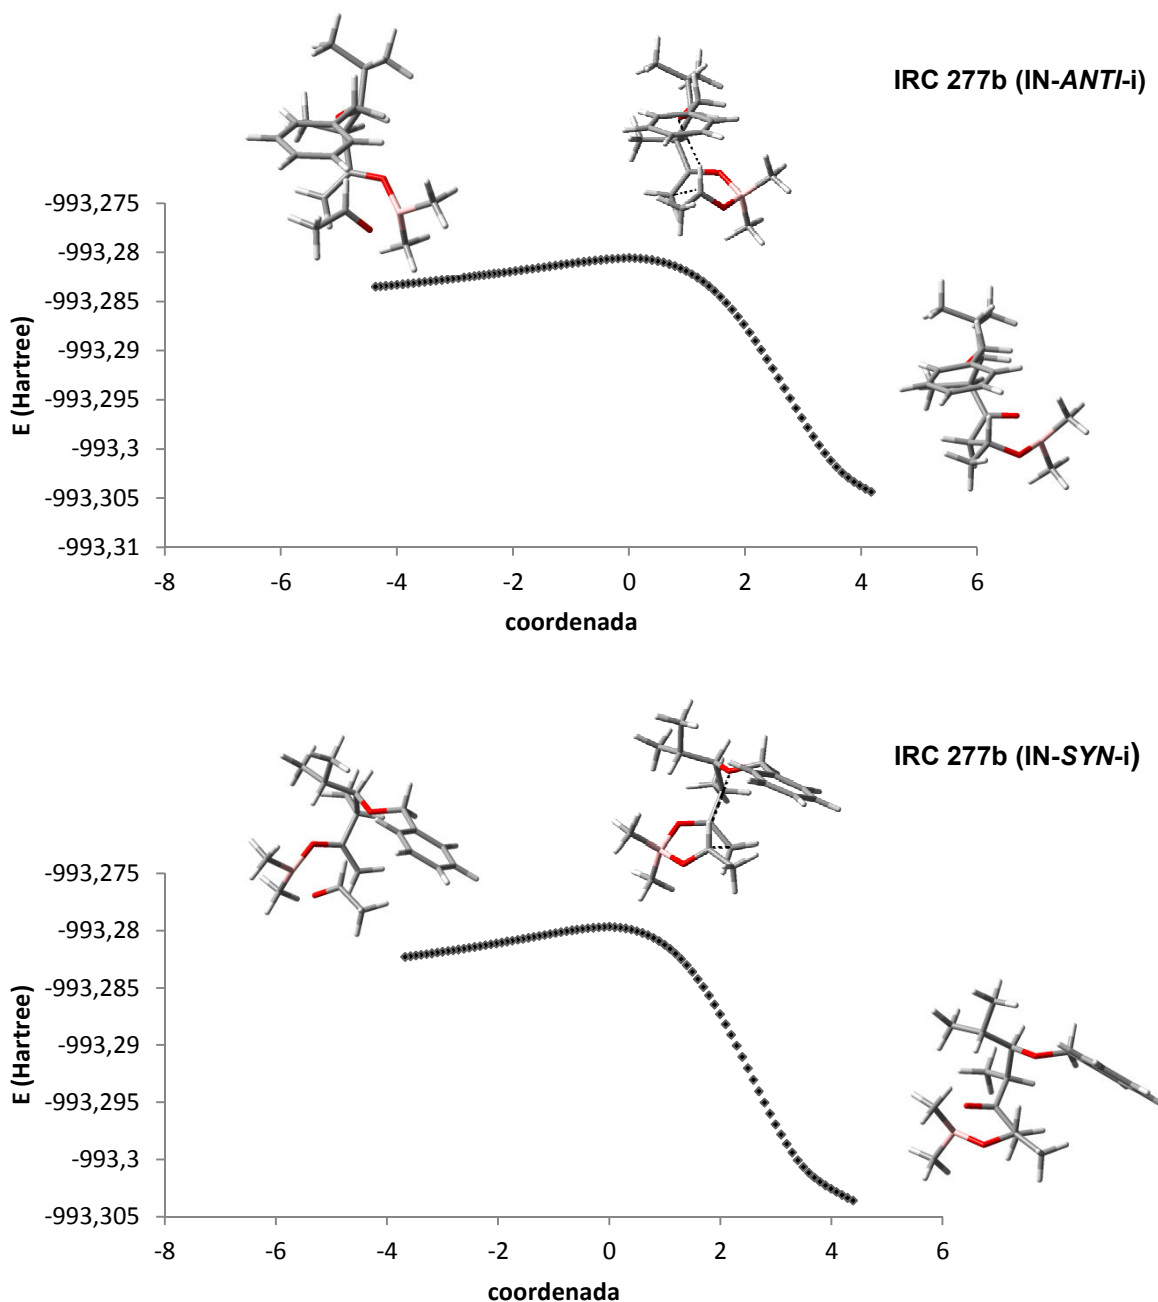 IRC 277b (IN-ANTI-i)
-993,275
-993,28
-993,285
-993,29
-993,295
-993,3
-993,305
-993,31
E (Hartree)
-8 -6 -4 -2 0 2 4 6
coordenada
IRC 277b (IN-SYN-i)
-993,275
-993,28
-993,285
-993,29
-993,295
-993,3
-993,305
E (Hartree)
-8 -6 -4 -2 0 2 4 6
coordenada